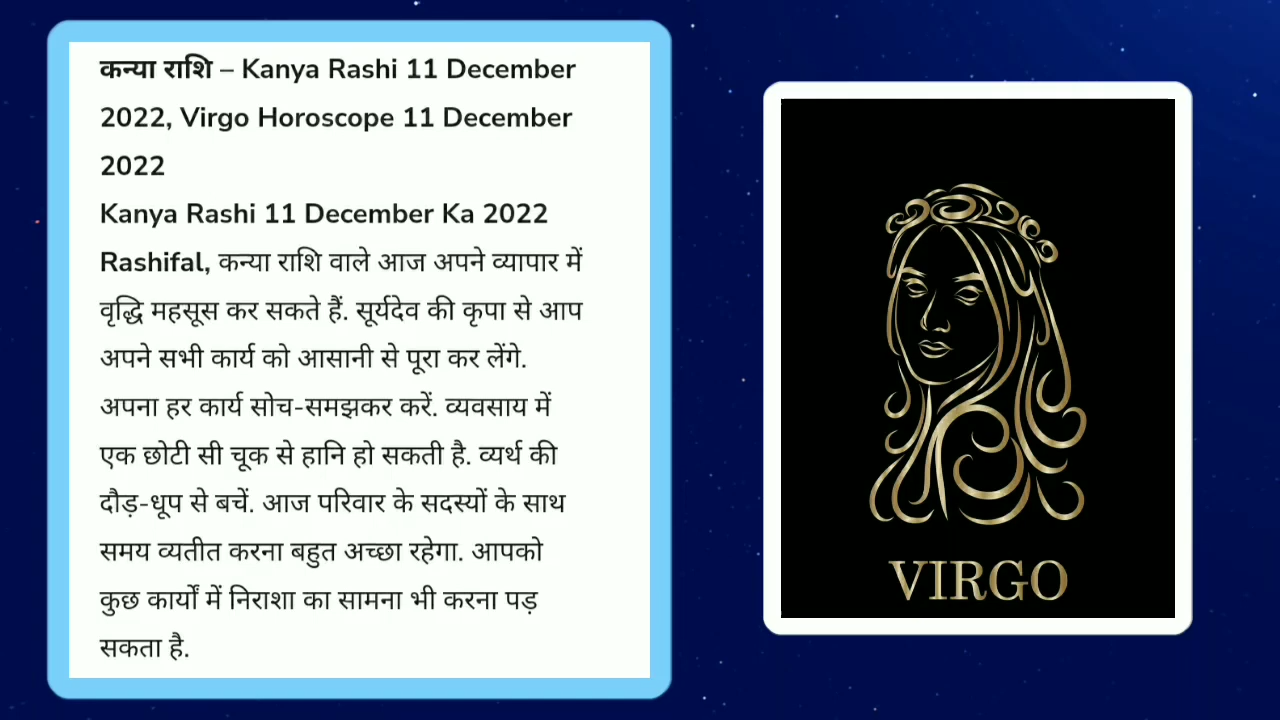 कन्या राशि – Kanya Rashi 11 December
2022, Virgo Horoscope 11 December
2022
Kanya Rashi 11 December Ka 2022
Rashifal, कन्या राशि वाले आज अपने व्यापार में
वृद्धि महसूस कर सकते हैं. सूर्यदेव की कृपा से आप
अपने सभी कार्य को आसानी से पूरा कर लेंगे.
अपना हर कार्य सोच-समझकर करें. व्यवसाय में
एक छोटी सी चूक से हानि हो सकती है. व्यर्थ की
दौड़-धूप से बचें. आज परिवार के सदस्यों के साथ
समय व्यतीत करना बहुत अच्छा रहेगा. आपको
कुछ कार्यों में निराशा का सामना भी करना पड़
सकता है.
VIRGO